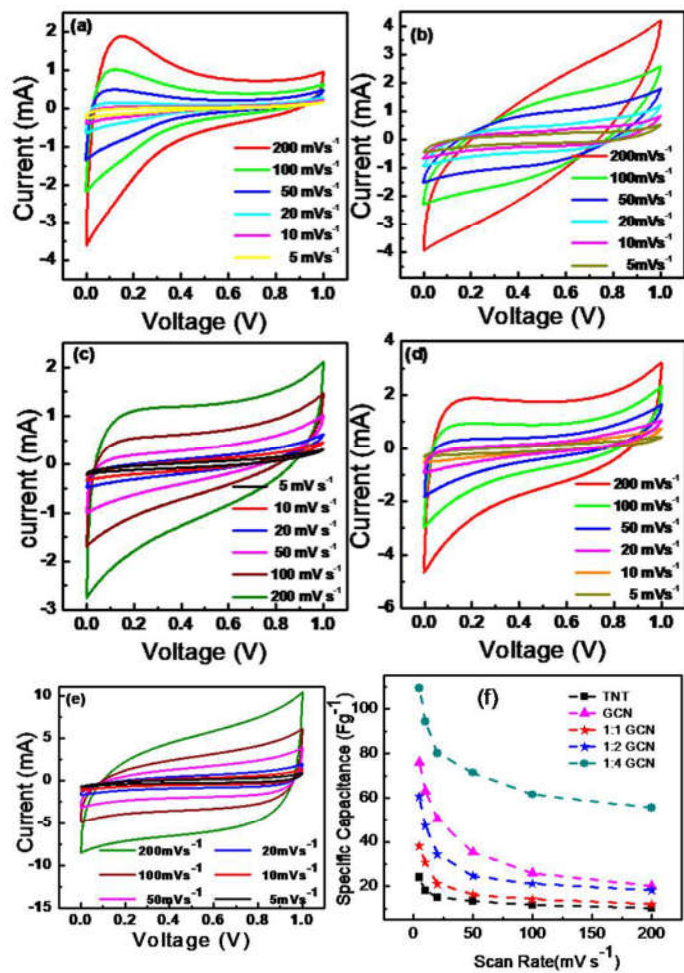 (a)
2
1
0
-1
-2
-3
-4
Current (mA)
200 mVs-1
100 mVs-1
50 mVs-1
20 mVs-1
10 mVs-1
5 mVs-1
0.0 0.2 0.4 0.6 0.8 1.0
Voltage (V)
(b)
4
3
2
1
0
-1
-2
-3
-4
Current (mA)
200mVs-1
100mVs-1
50mVs-1
20mVs-1
10mVs-1
5mVs-1
0.0 0.2 0.4 0.6 0.8 1.0
Voltage (V)
(c)
2
1
0
-1
-2
-3
current (mA)
5 mV s-1
10 mV s-1
20 mV s-1
50 mV s-1
100 mV s-1
200 mV s-1
0.0 0.2 0.4 0.6 0.8 1.0
Voltage (V)
(d)
4
2
0
-2
-4
-6
Current (mA)
200 mVs-1
100 mVs-1
50 mVs-1
20 mVs-1
10 mVs-1
5 mVs-1
0.0 0.2 0.4 0.6 0.8 1.0
Voltage (V)
(e)
10
5
0
-5
-10
-15
Current (mA)
200mVs-1 20mVs-1
100mVs-1 10mVs-1
50mVs-1 5mVs-1
0.0 0.2 0.4 0.6 0.8 1.0
Voltage (V)
(f)
100
80
60
40
20
Specific Capacitance (Fg-1)
TNT
GCN
1:1 GCN
1:2 GCN
1:4 GCN
0 50 100 150 200
Scan Rate(mV s-1)